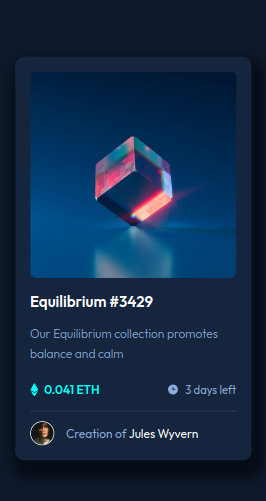 Equilibrium #3429
Our Equilibrium collection promotes
balance and calm
0.041 ETH
3 days left
Creation of Jules Wyvern